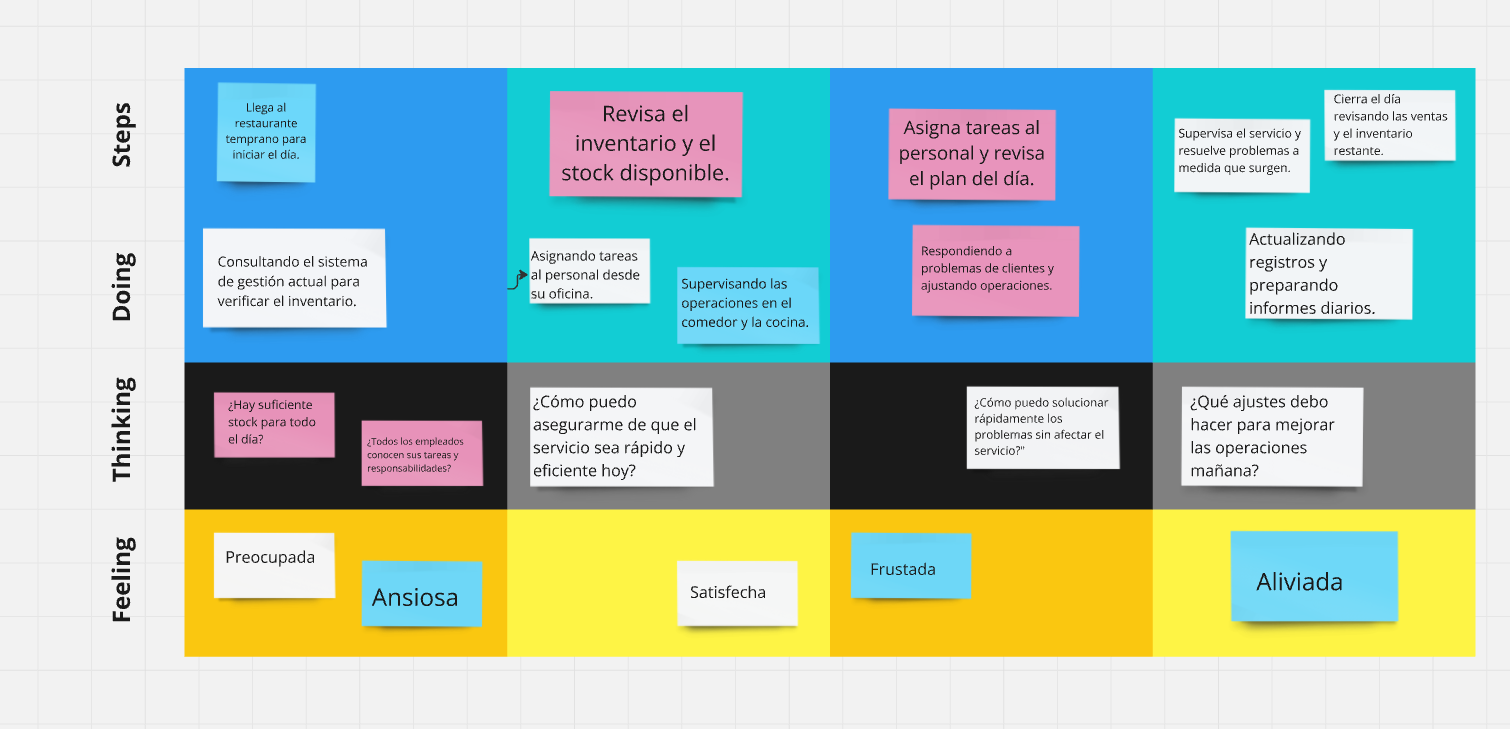 Steps
Llega al
restaurante
temprano para
iniciar el día.
Revisa el
inventario y el
stock disponible.
Asigna tareas al
personal y revisa
el plan del día.
Supervisa el servicio y
resuelve problemas a
medida que surgen.
Cierra el día
revisando las ventas
y el inventario
restante.
Doing
Consultando el sistema
de gestión actual para
verificar el inventario.
Asignando tareas
al personal desde
su oficina.
Supervisando las
operaciones en el
comedor y la cocina.
Respondiendo a
problemas de clientes y
ajustando operaciones.
Actualizando
registros y
preparando
informes diarios.
Thinking
¿Hay suficiente
stock para todo
el día?
¿Todos los empleados
conocen sus tareas y
responsabilidades?
¿Cómo puedo
asegurarme de que el
servicio sea rápido y
eficiente hoy?
¿Cómo puedo solucionar
rápidamente los
problemas sin afectar el
servicio?"
¿Qué ajustes debo
hacer para mejorar
las operaciones
mañana?
Feeling
Preocupada
Ansiosa
Satisfecha
Frustada
Aliviada